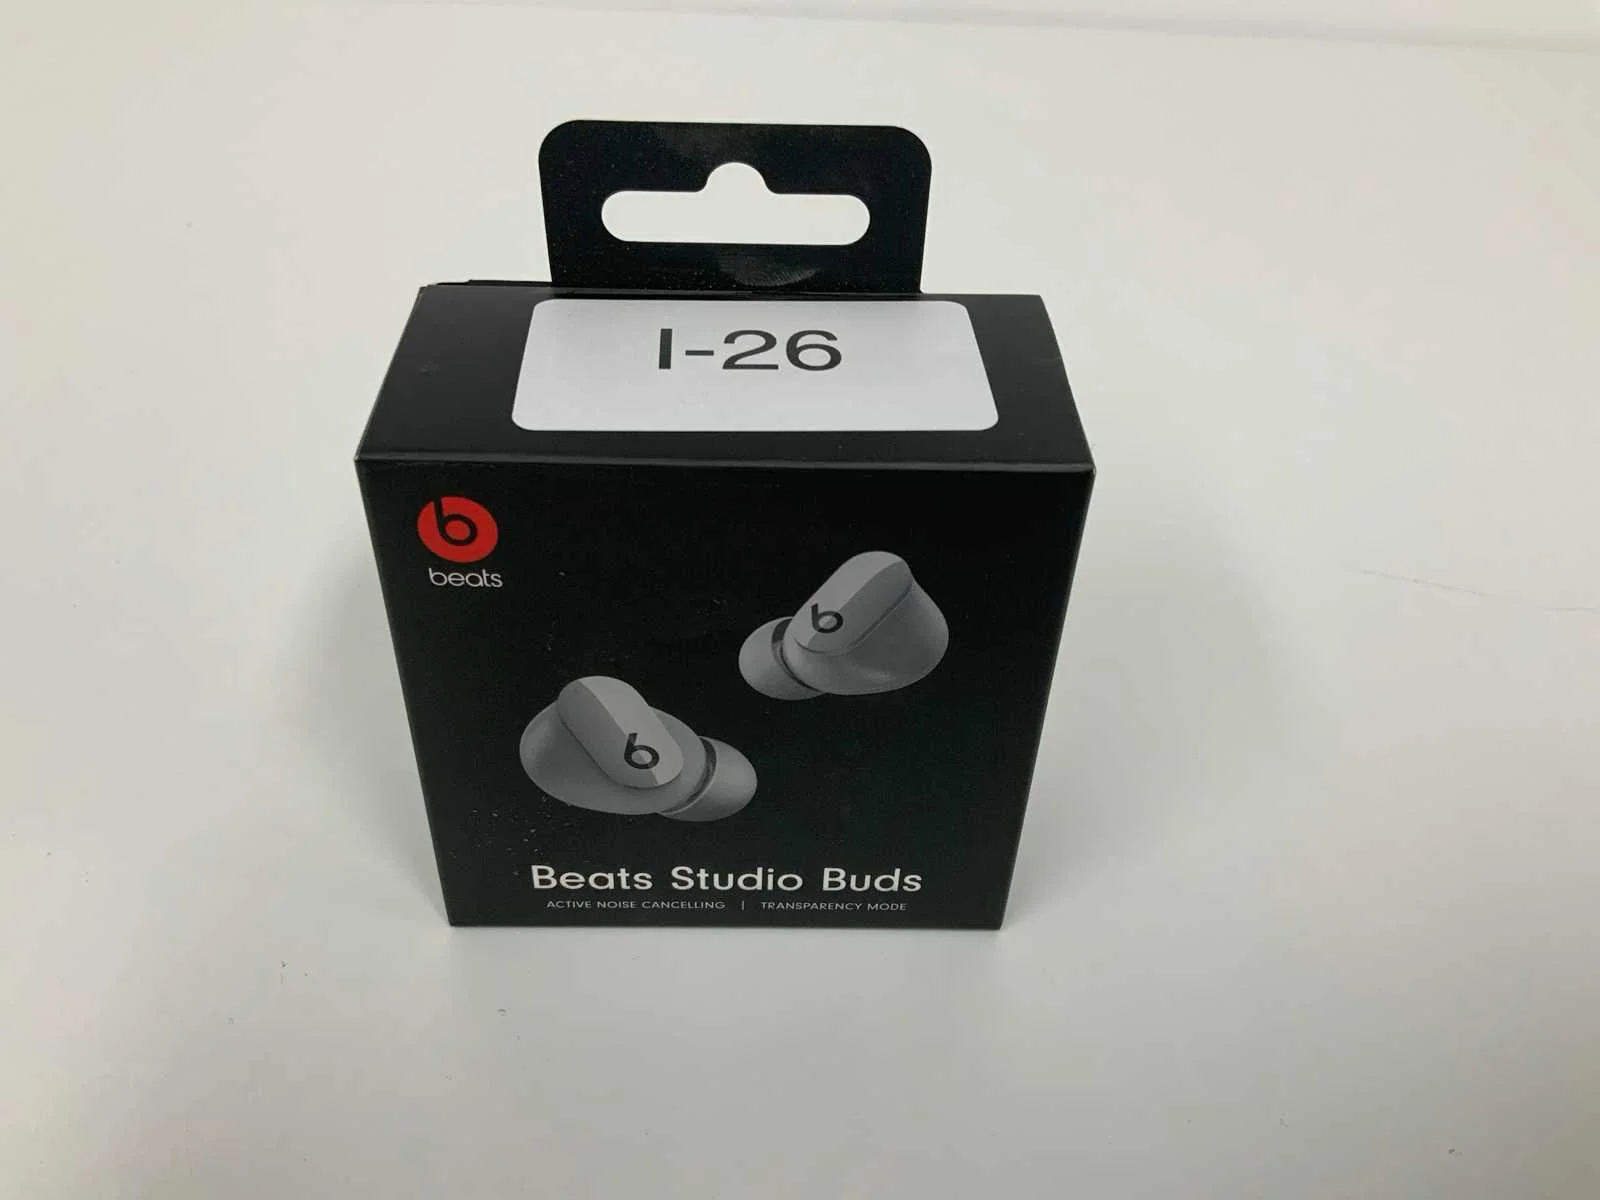 I-26
beats
Beats Studio Buds
ACTIVE NOISE CANCELLING | TRANSPARENCY MODE